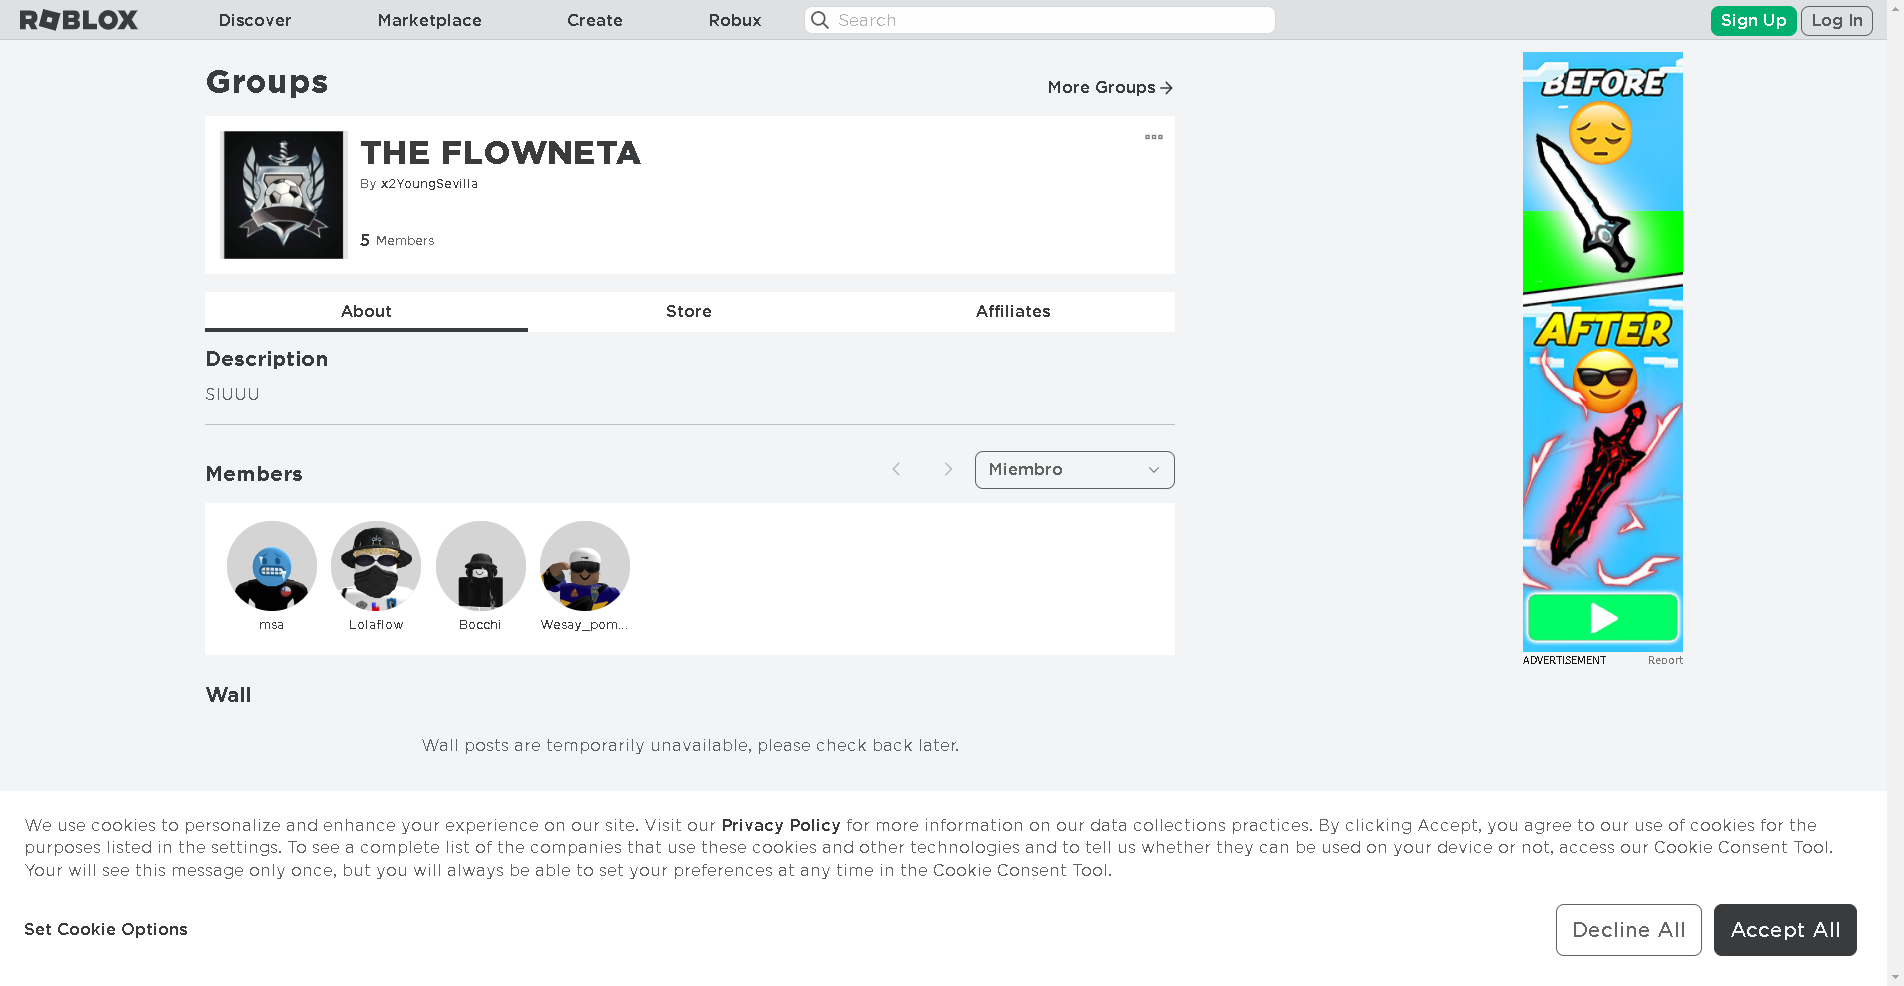 ROBLOX
Discover
Marketplace
Create
Robux
Search
Sign Up
Log In
Groups
More Groups
THE FLOWNETA
By x2YoungSevilla
5 Members
About
Store
Affiliates
Description
SIUUU
Members
Miembro
msa
Lolaflow
Bocchi
Wesay_pom...
Wall
Wall posts are temporarily unavailable, please check back later.
BEFORE
AFTER
ADVERTISEMENT
Report
We use cookies to personalize and enhance your experience on our site. Visit our Privacy Policy for more information on our data collections practices. By clicking Accept, you agree to our use of cookies for the
purposes listed in the settings. To see a complete list of the companies that use these cookies and other technologies and to tell us whether they can be used on your device or not, access our Cookie Consent Tool.
Your will see this message only once, but you will always be able to set your preferences at any time in the Cookie Consent Tool.
Set Cookie Options
Decline All
Accept All